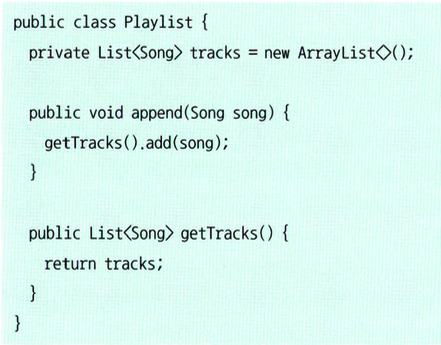 public class Playlist {
private List<Song> tracks = new ArrayList<>();
public void append(Song song) {
getTracks().add(song);
}
public List<Song> getTracks() {
return tracks;
}
}